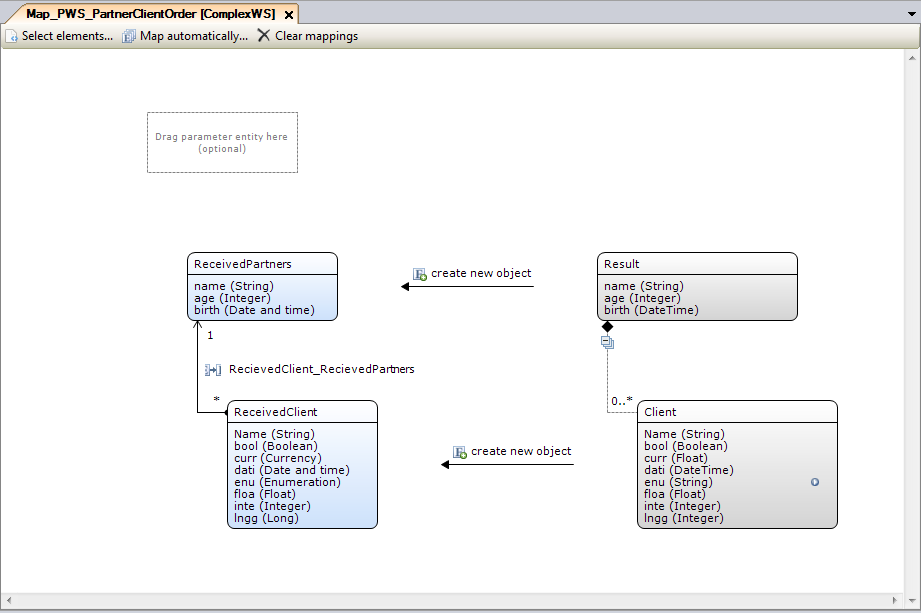 Map_PWS_PartnerClientOrder [ComplexWS]
Select elements... Map automatically... Clear mappings
Drag parameter entity here
(optional)
ReceivedPartners
name (String)
age (Integer)
birth (Date and time)
create new object
Result
name (String)
age (Integer)
birth (DateTime)
1
RecievedClient_RecievedPartners
*
0..*
ReceivedClient
Name (String)
bool (Boolean)
curr (Currency)
dati (Date and time)
enu (Enumeration)
floa (Float)
inte (Integer)
lngg (Long)
create new object
Client
Name (String)
bool (Boolean)
curr (Float)
dati (DateTime)
enu (String)
floa (Float)
inte (Integer)
lngg (Integer)